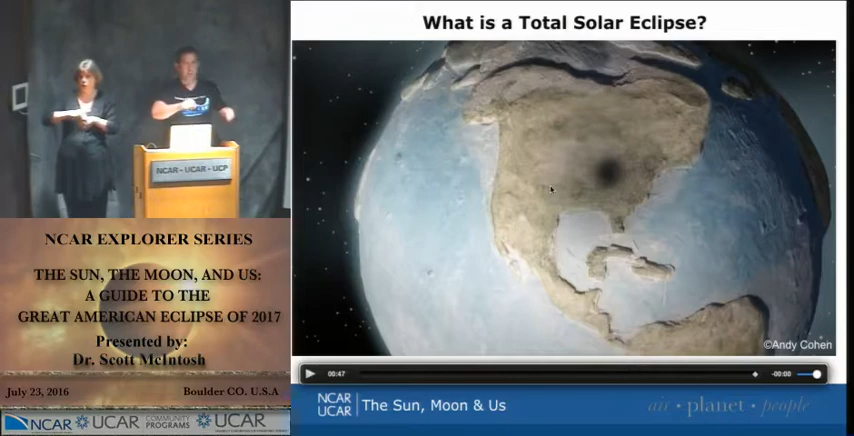 What is a Total Solar Eclipse?
NCAR - UCAR - UCP
©Andy Cohen
00:47
-00:00
NCAR EXPLORER SERIES
THE SUN, THE MOON, AND US:
A GUIDE TO THE
GREAT AMERICAN ECLIPSE OF 2017
Presented by:
Dr. Scott McIntosh
July 23, 2016
Boulder CO. U.S.A
NCAR
UCAR
COMMUNITY
PROGRAMS
UCAR
NCAR
UCAR
The Sun, Moon & Us
air • planet • people